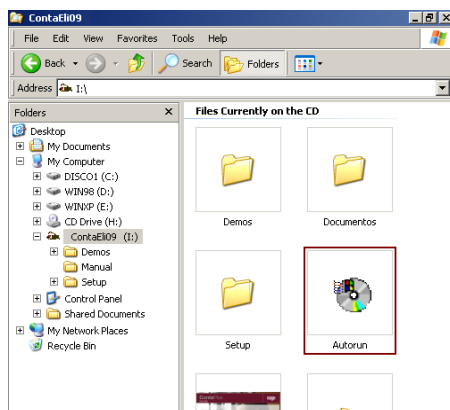 ContaEli09
File Edit View Favorites Tools Help
Back Search Folders
Address I:\
Folders x
Files Currently on the CD
Desktop
My Documents
My Computer
DISCO1 (C:)
WIN98 (D:)
WINXP (E:)
CD Drive (H:)
ContaEli09 (I:)
Demos
Manual
Setup
Control Panel
Shared Documents
My Network Places
Recycle Bin
Demos Documentos
Setup Autorun